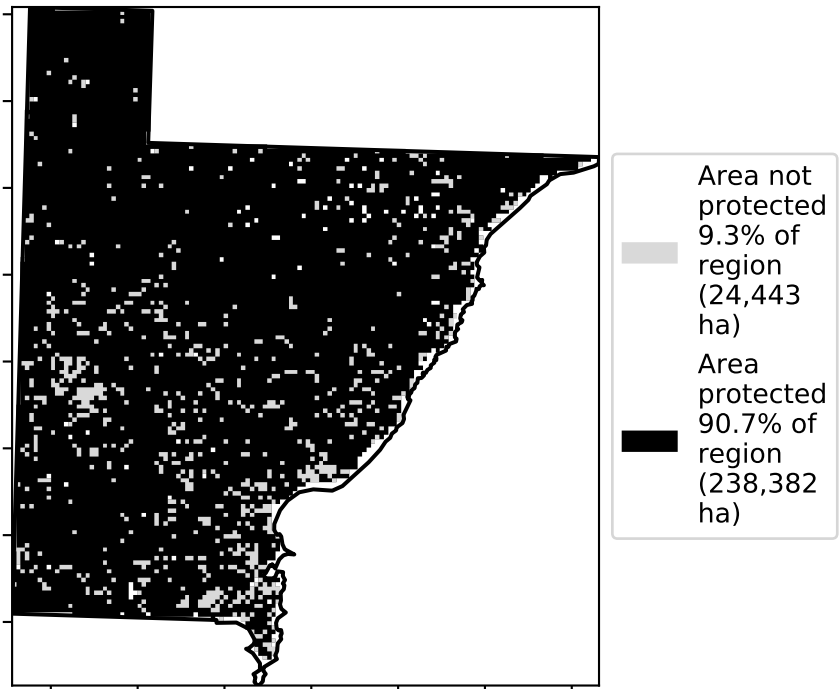 Area not
protected
9.3% of
region
(24,443
ha)
Area
protected
90.7% of
region
(238,382
ha)